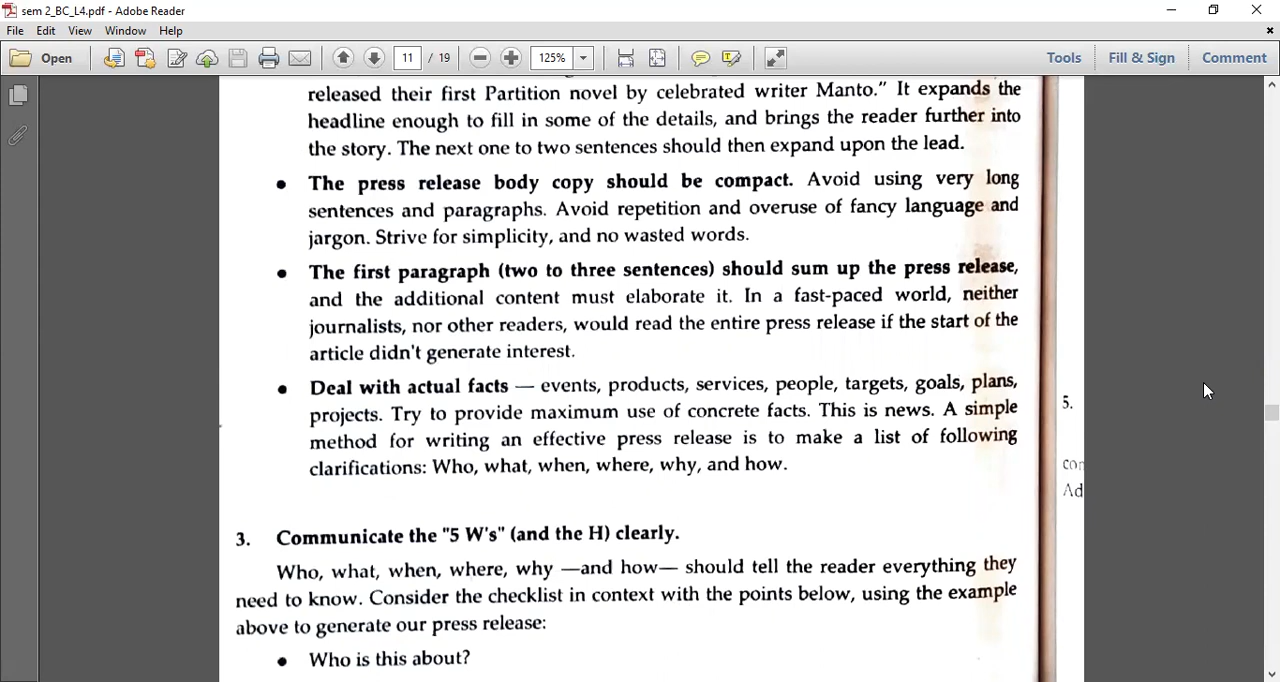 sem 2_BC_L4.pdf - Adobe Reader
File Edit View Window Help
Open 11 / 19 125% Tools Fill & Sign Comment
released their first Partition novel by celebrated writer Manto.” It expands the
headline enough to fill in some of the details, and brings the reader further into
the story. The next one to two sentences should then expand upon the lead.
• The press release body copy should be compact. Avoid using very long
sentences and paragraphs. Avoid repetition and overuse of fancy language and
jargon. Strive for simplicity, and no wasted words.
• The first paragraph (two to three sentences) should sum up the press release,
and the additional content must elaborate it. In a fast-paced world, neither
journalists, nor other readers, would read the entire press release if the start of the
article didn't generate interest.
• Deal with actual facts — events, products, services, people, targets, goals, plans,
projects. Try to provide maximum use of concrete facts. This is news. A simple
method for writing an effective press release is to make a list of following
clarifications: Who, what, when, where, why, and how.
3. Communicate the "5 W's" (and the H) clearly.
Who, what, when, where, why —and how— should tell the reader everything they
need to know. Consider the checklist in context with the points below, using the example
above to generate our press release:
• Who is this about?
5.
con
Ad